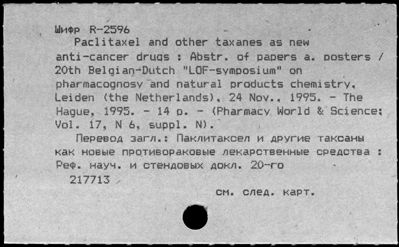 Шифр R-2596
Paclitaxel and other taxanes as new
anti-cancer drugs : Abstr. of papers a. posters /
20th Belgian-Dutch "LOF-symposium" on
pharmacognosy and natural products chemistry,
Leiden (the Netherlands), 24 Nov., 1995. - The
Hague, 1995. - 14 p. - (Pharmacy World & Science;
Vol. 17, N 6, suppl. N).
Перевод загл.: Паклитаксел и другие таксаны
как новые противораковые лекарственные средства :
Реф. науч. и стендовых докл. 20-го
217713
см. след. карт.